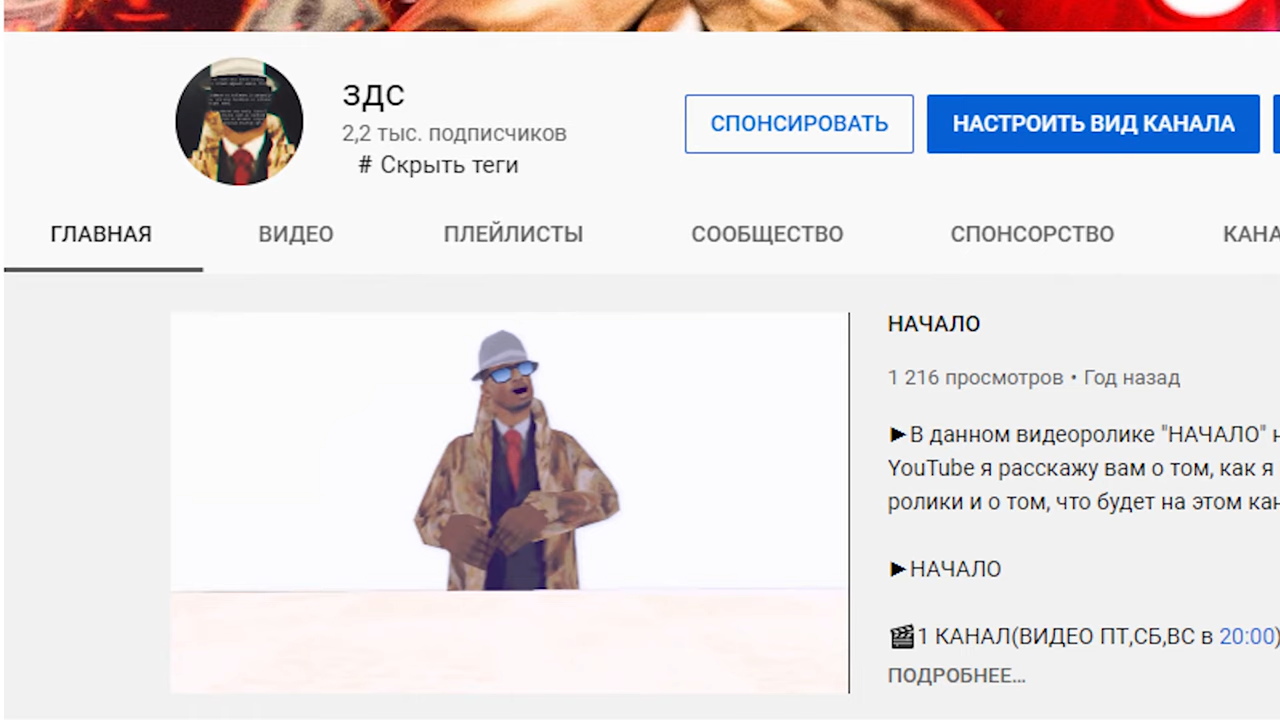 ЗДС
2,2 тыс. подписчиков
# Скрыть теги
СПОНСИРОВАТЬ
НАСТРОИТЬ ВИД КАНАЛА
ГЛАВНАЯ
ВИДЕО
ПЛЕЙЛИСТЫ
СООБЩЕСТВО
СПОНСОРСТВО
КАНА
НАЧАЛО
1 216 просмотров • Год назад
►В данном видеоролике "НАЧАЛО" н
YouTube я расскажу вам о том, как я
ролики и о том, что будет на этом кан
►НАЧАЛО
🎬1 КАНАЛ(ВИДЕО ПТ,СБ,ВС в 20:00)
ПОДРОБНЕЕ…